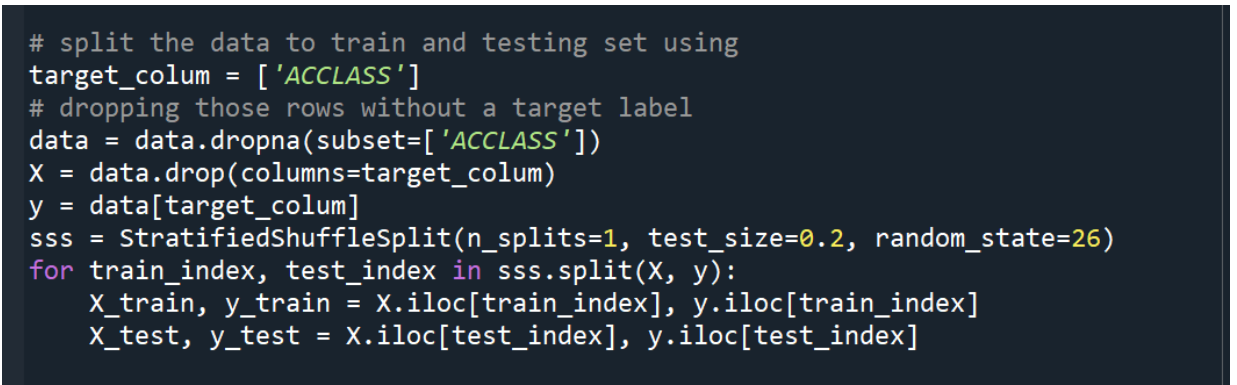 # split the data to train and testing set using
target_colum = ['ACCLASS']
# dropping those rows without a target label
data = data.dropna(subset=['ACCLASS'])
X = data.drop(columns=target_colum)
y = data[target_colum]
sss = StratifiedShuffleSplit(n_splits=1, test_size=0.2, random_state=26)
for train_index, test_index in sss.split(X, y):
    X_train, y_train = X.iloc[train_index], y.iloc[train_index]
    X_test, y_test = X.iloc[test_index], y.iloc[test_index]